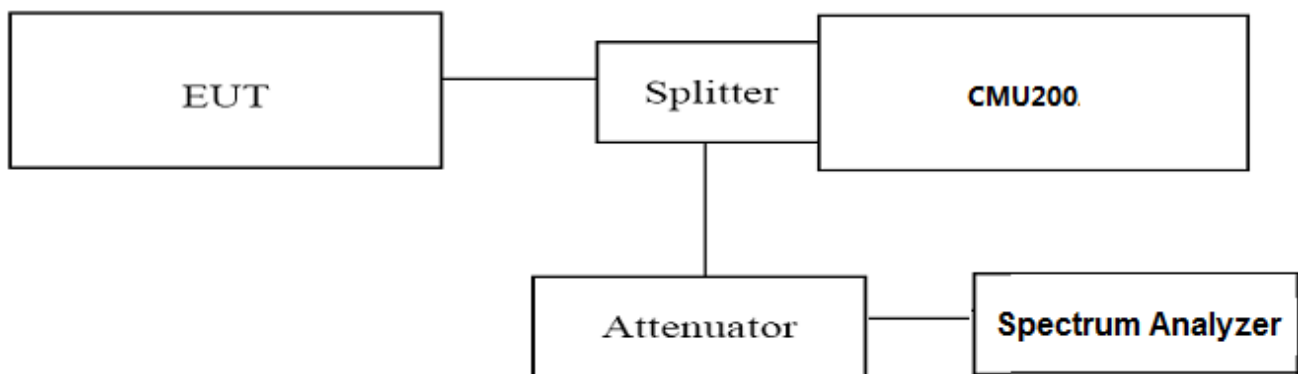 EUT
Splitter
CMU200
Attenuator
Spectrum Analyzer